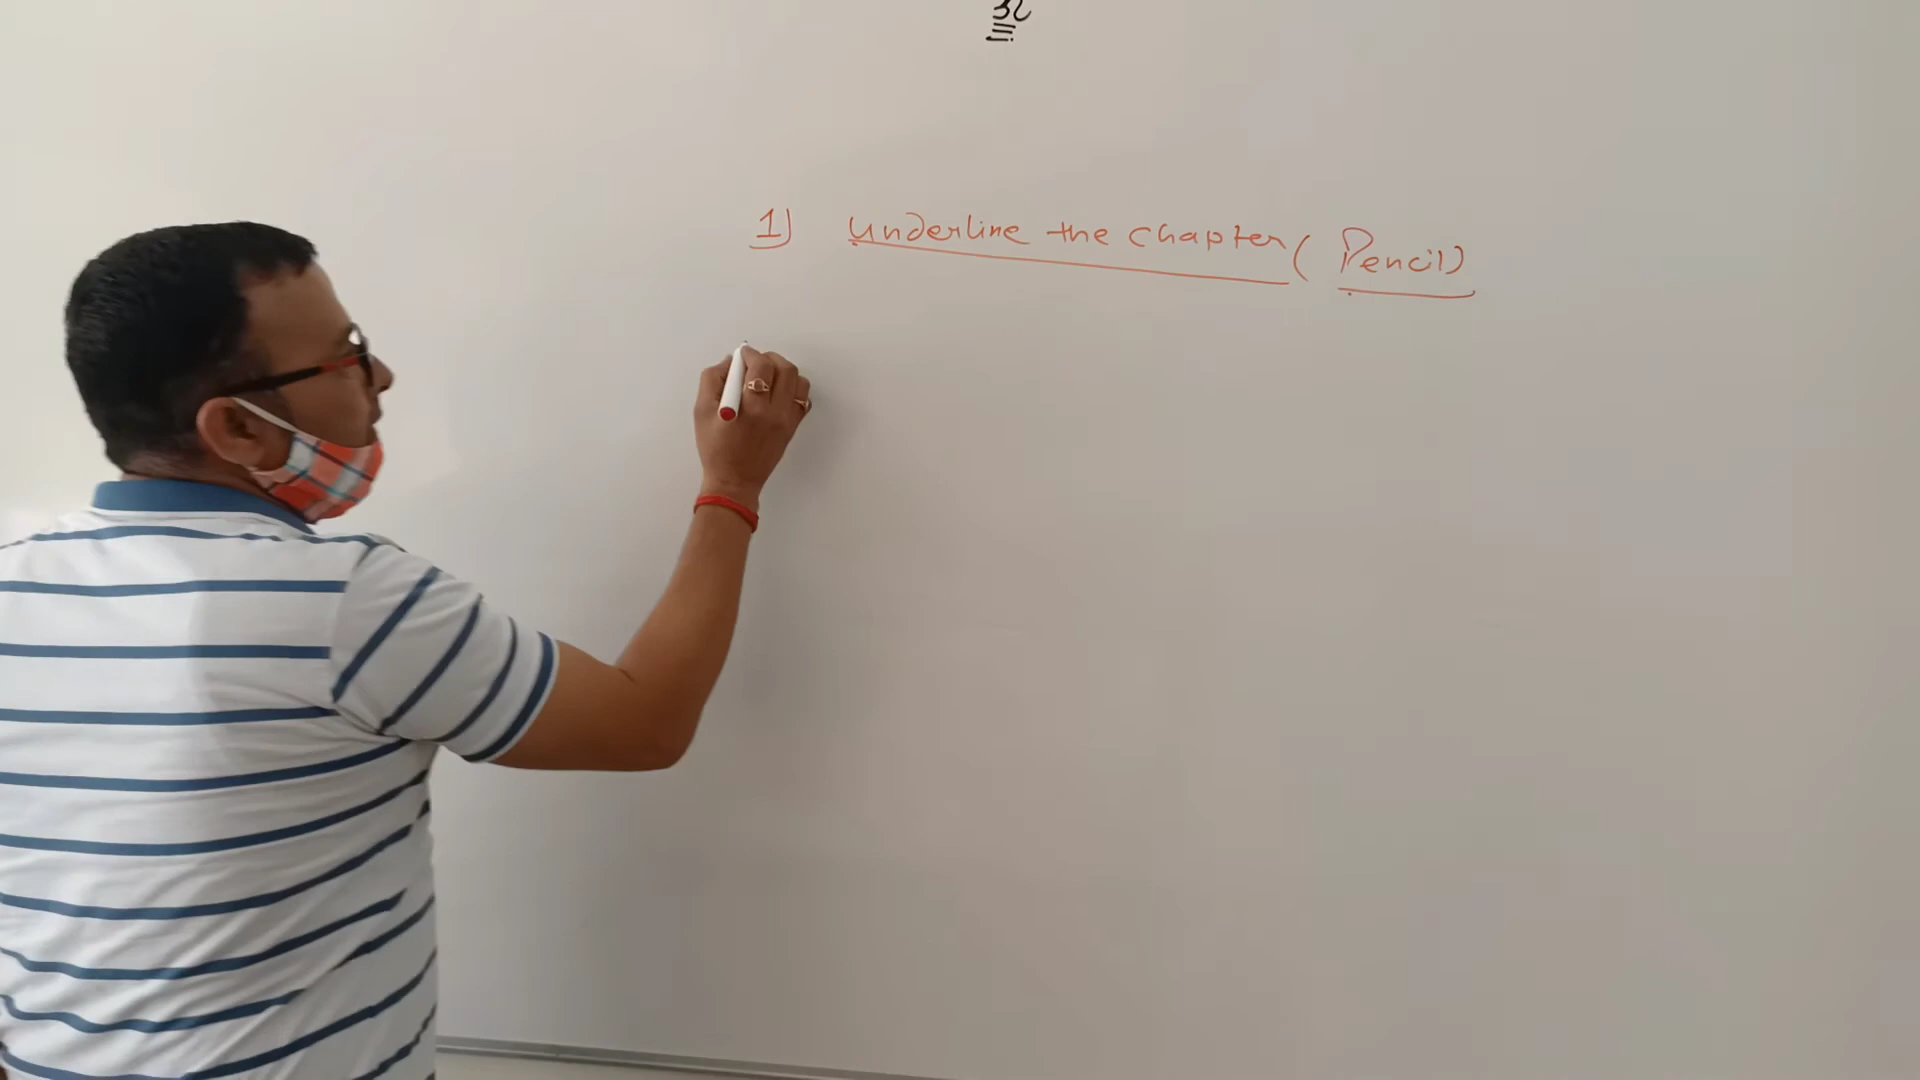 1) Underline the chapter ( Pencil)